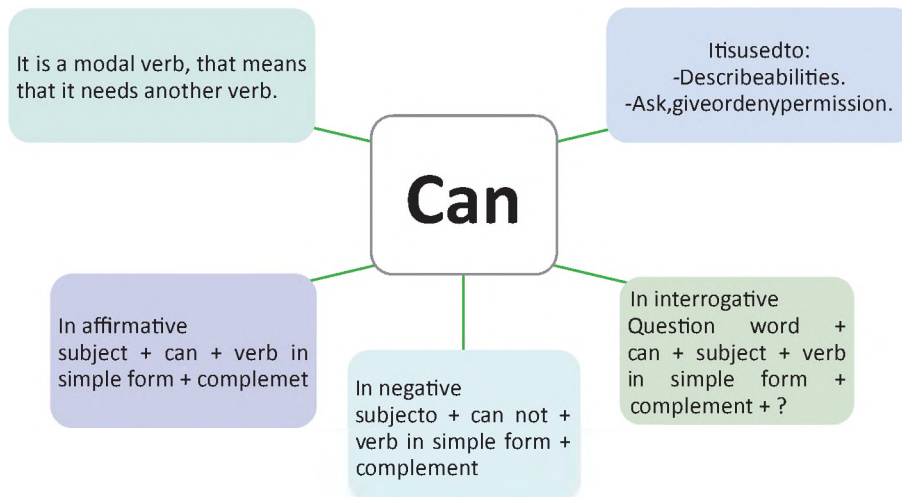 It is a modal verb, that means
that it needs another verb.
Itisusedto:
-Describeabilities.
-Ask,giveordenypermission.
Can
In affirmative
subject + can + verb in
simple form + complemet
In negative
subjecto + can not +
verb in simple form +
complement
In interrogative
Question word +
can + subject + verb
in simple form +
complement + ?